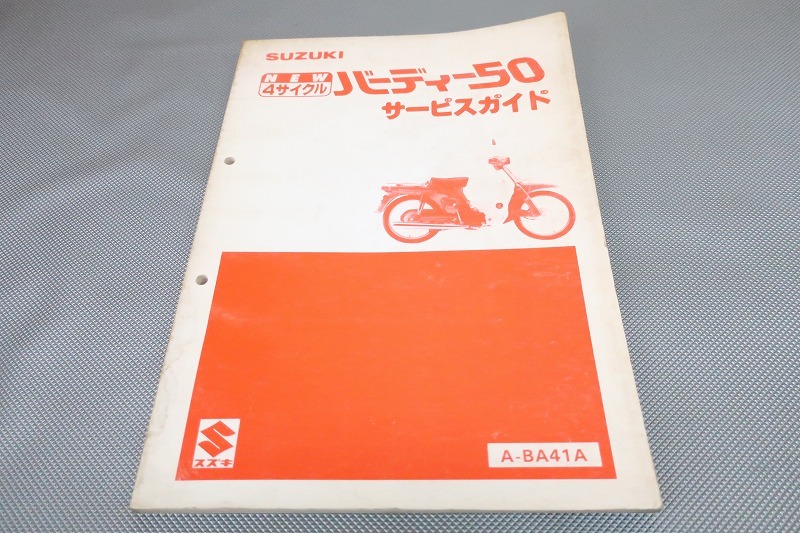 SUZUKI
NEW
4サイクル バーディー50
サービスガイド
スズキ
A-BA41A